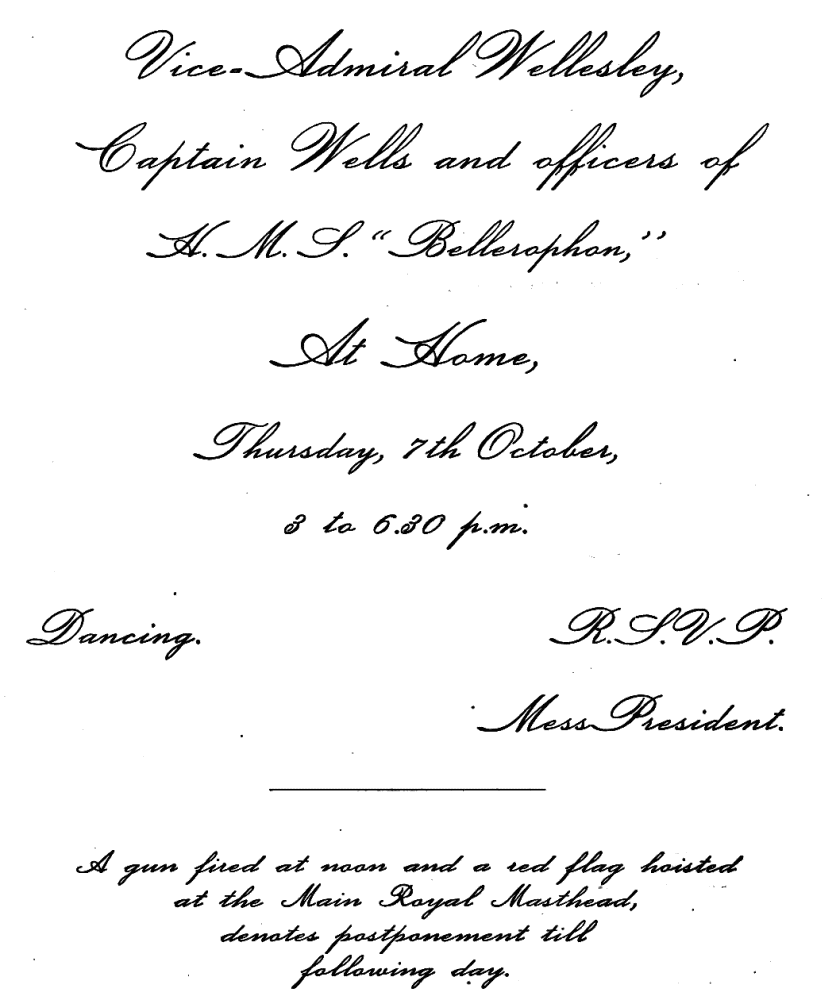 Vice-Admiral Wellesley,
Captain Wells and officers of
H. M. S. "Bellerophon,"
At Home,
Thursday, 7th October,
3 to 6.30 p.m.
Dancing. R.S.V.P.
Mess President.
A gun fired at noon and a red flag hoisted
at the Main Royal Masthead,
denotes postponement till
following day.